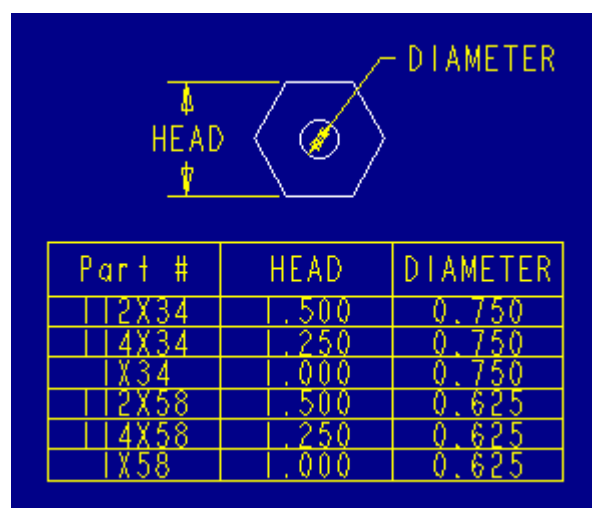 DIAMETER
HEAD
Part # HEAD DIAMETER
112X34 1.500 0.750
114X34 1.250 0.750
1X34 1.000 0.750
112X58 1.500 0.625
114X58 1.250 0.625
1X58 1.000 0.625